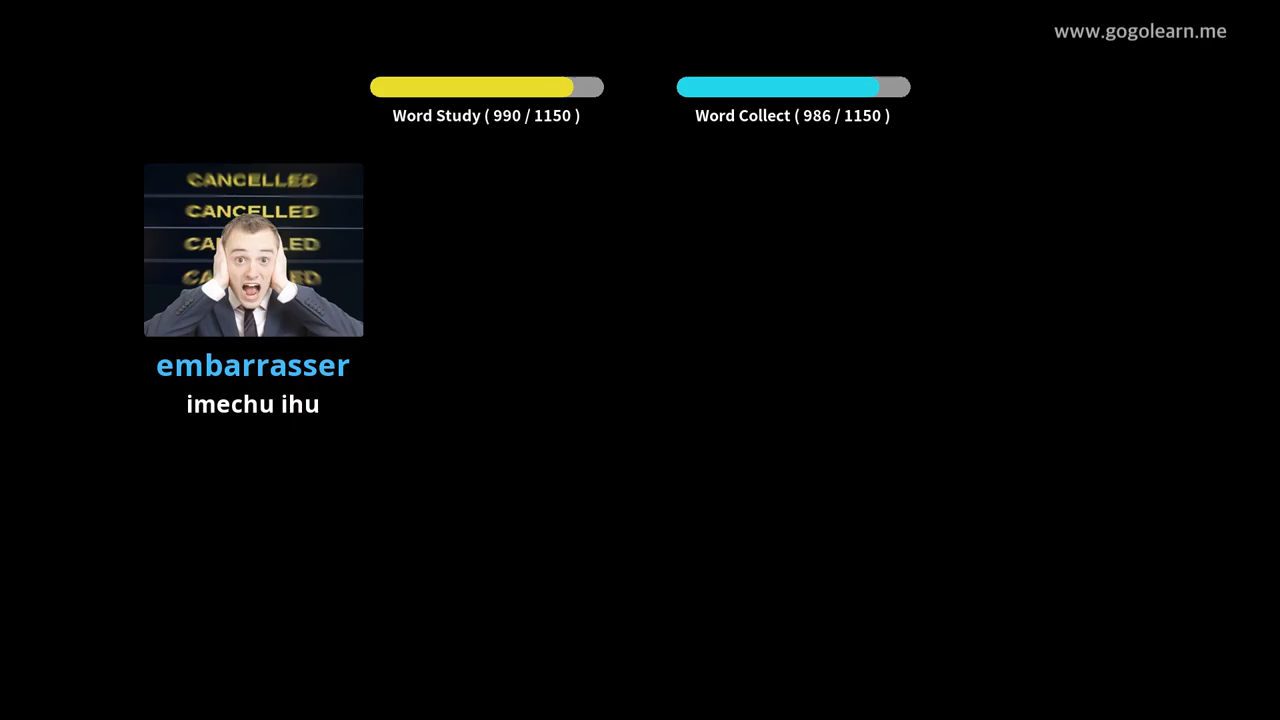 www.gogolearn.me
Word Study ( 990 / 1150 )
Word Collect ( 986 / 1150 )
CANCELLED
CANCELLED
embarrasser
imechu ihu